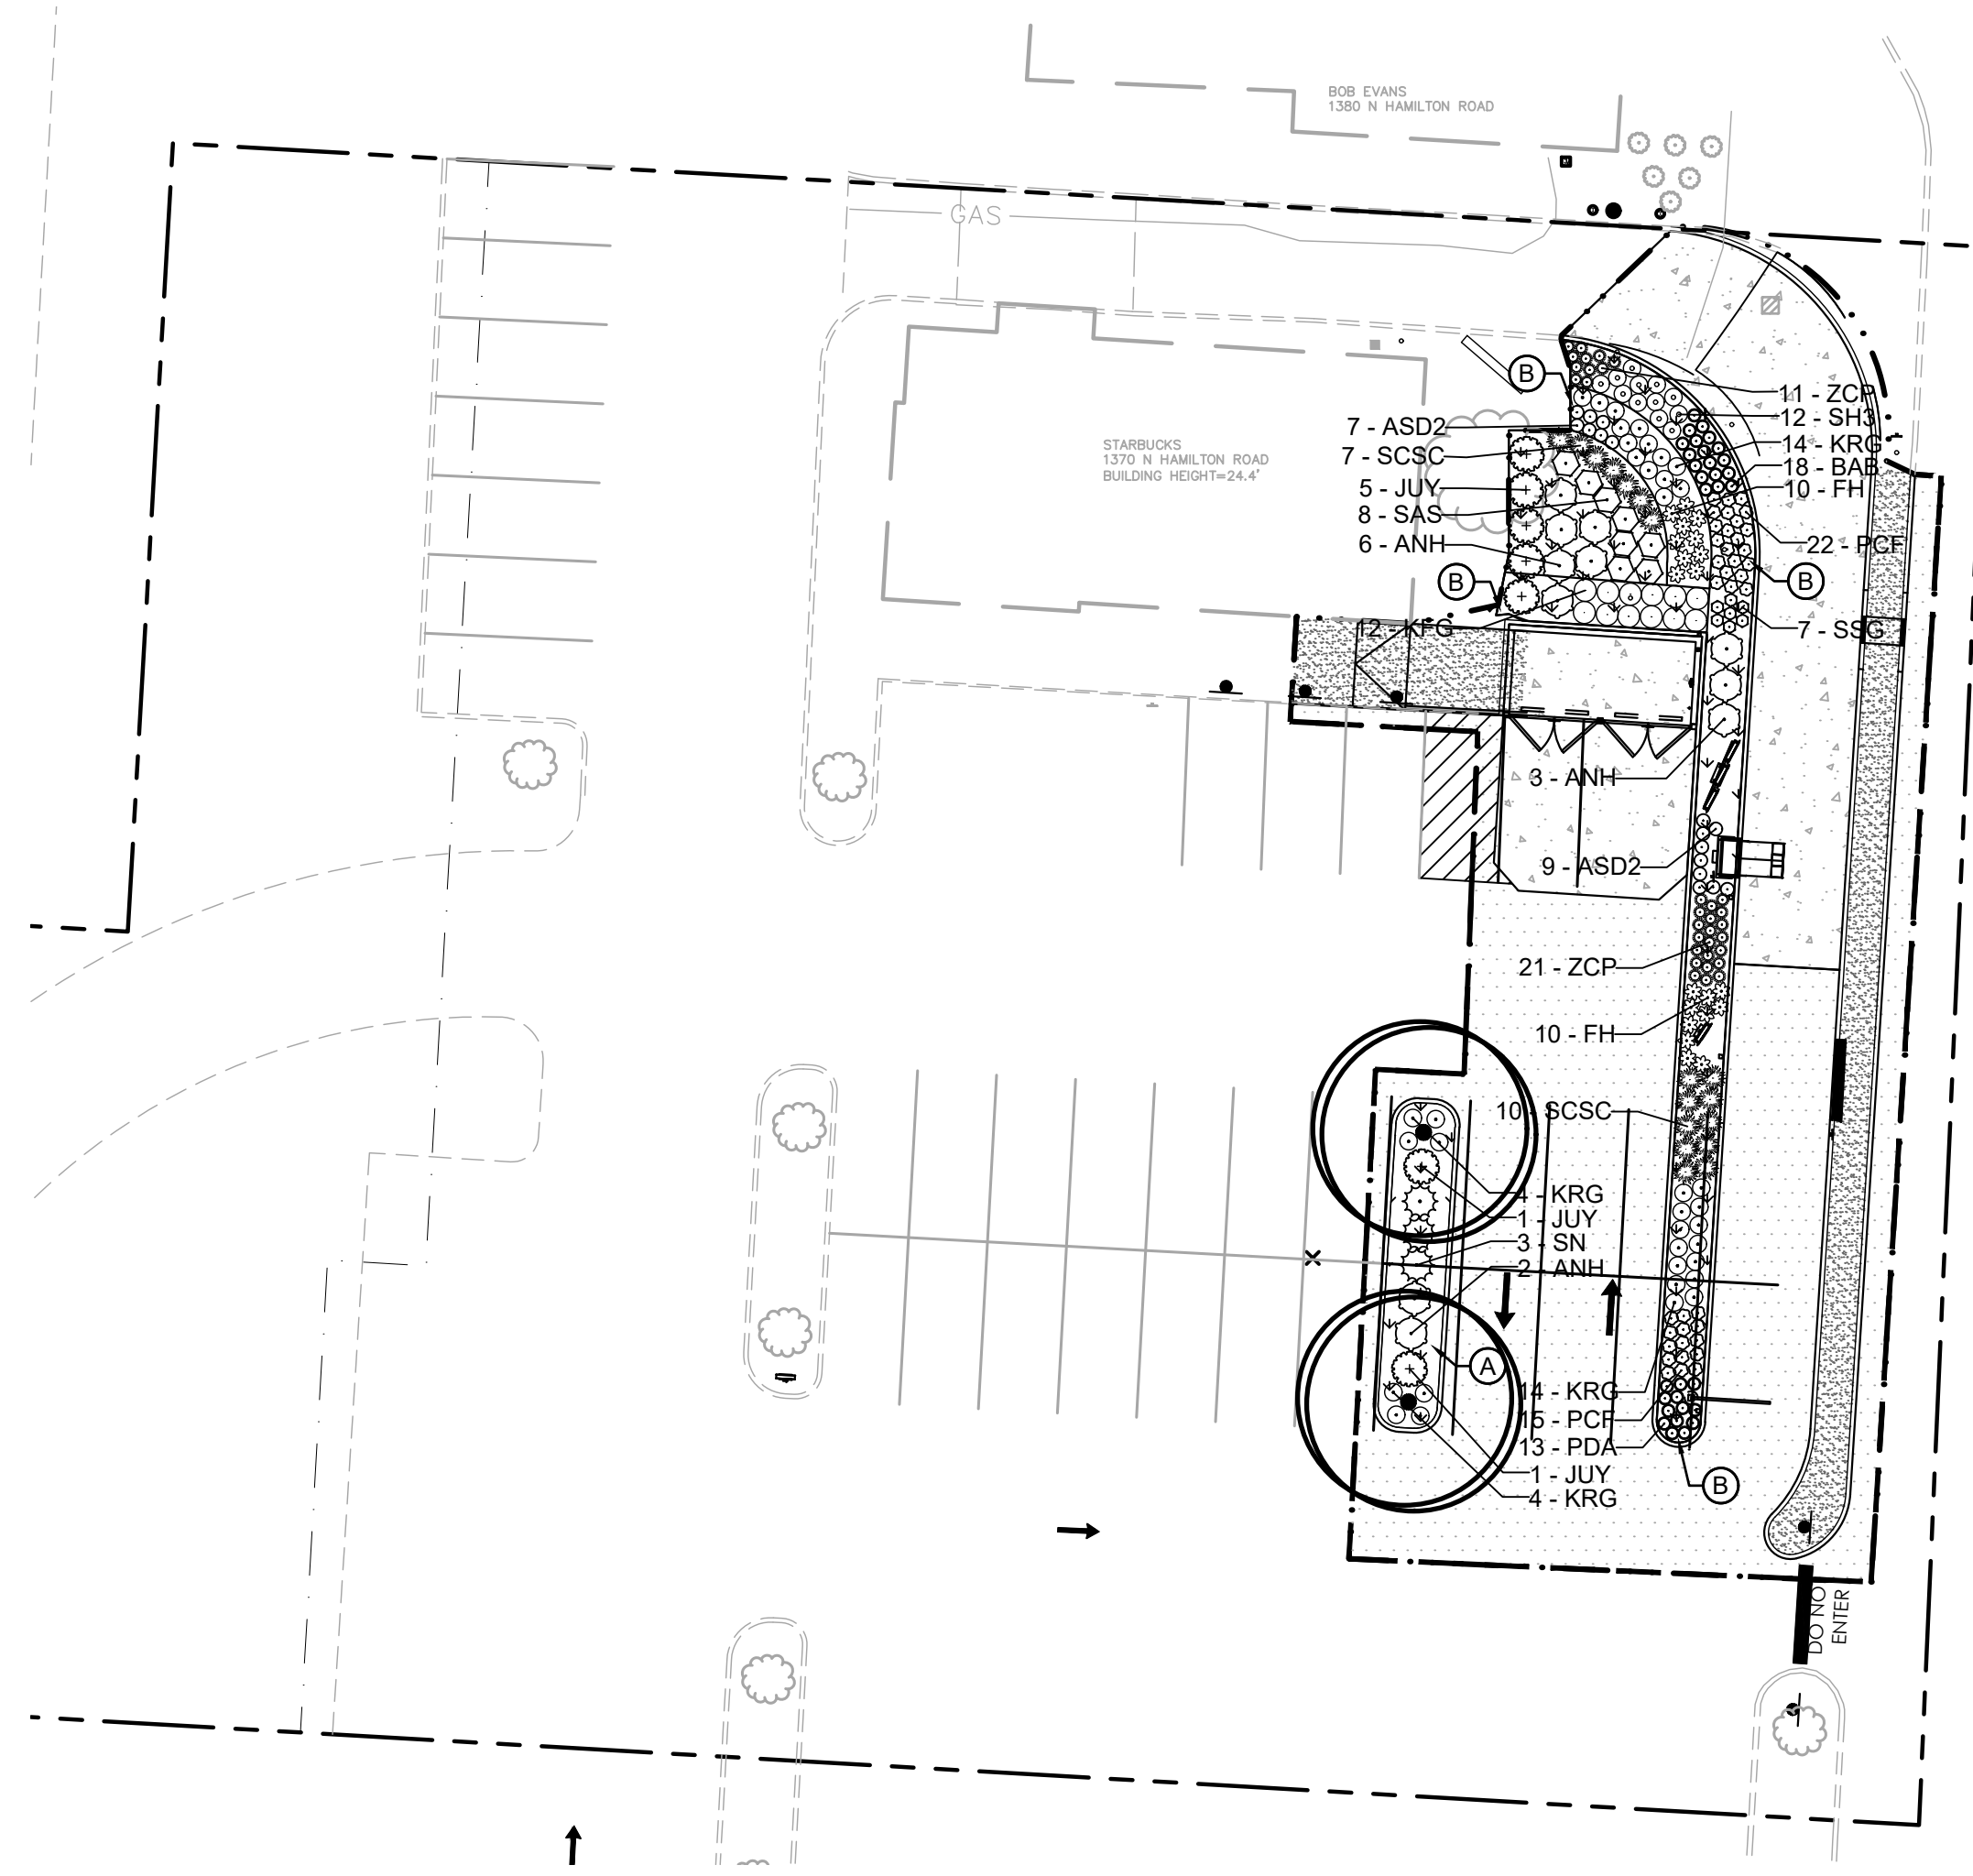 BOB EVANS
1380 N HAMILTON ROAD
GAS
B
11 - ZCP
12 - SH3
7 - ASD2
14 - KRG
STARBUCKS
1370 N HAMILTON ROAD
BUILDING HEIGHT=24.4'
7 - SCSC
18 - BAB
5 - JUY
10 - FH
8 - SAS
6 - ANH
22 - PCF
B
B
12 - KFG
7 - SSG
3 - ANH
9 - ASD2
21 - ZCP
10 - FH
10 - SCSC
4 - KRG
1 - JUY
3 - SN
2 - ANH
A
14 - KRG
15 - PCF
13 - PDA
1 - JUY
B
4 - KRG
DO NO
ENTER